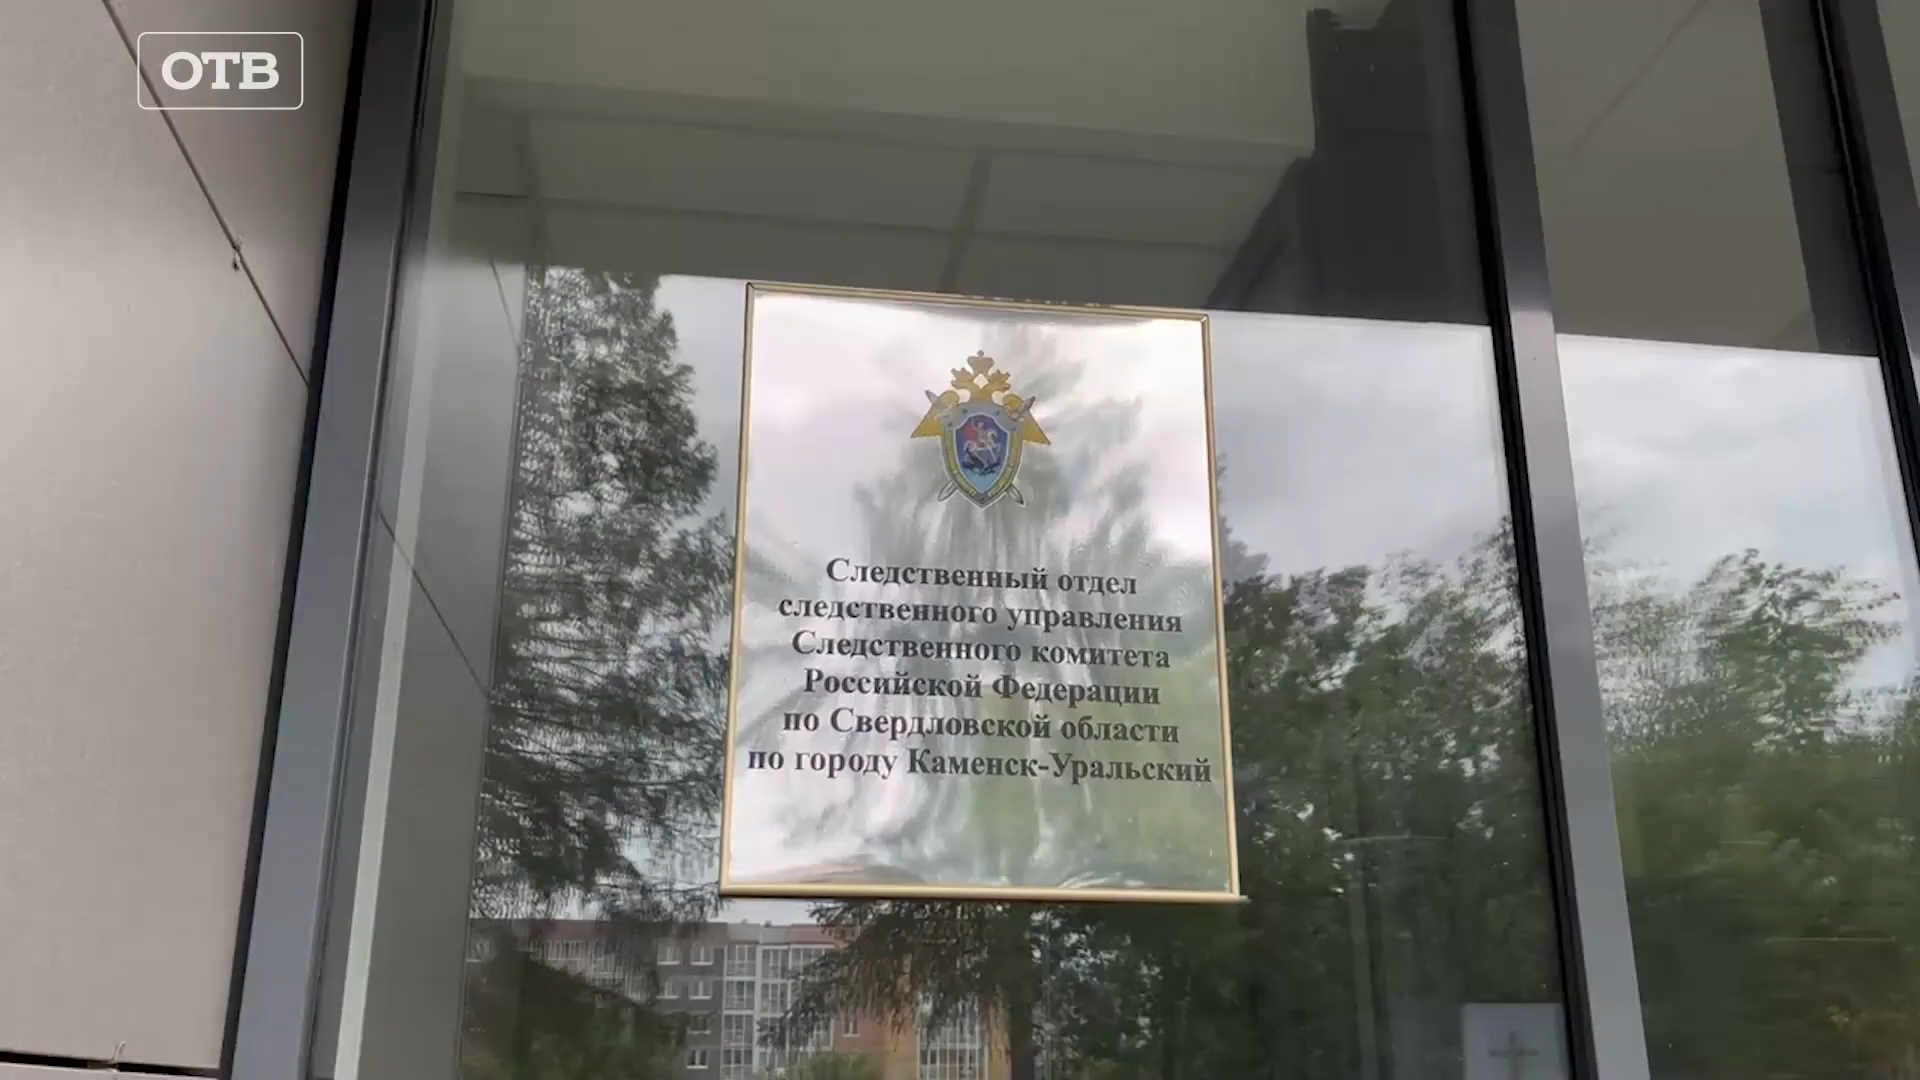 ОТВ
Следственный отдел
следственного управления
Следственного комитета
Российской Федерации
по Свердловской области
по городу Каменск-Уральский